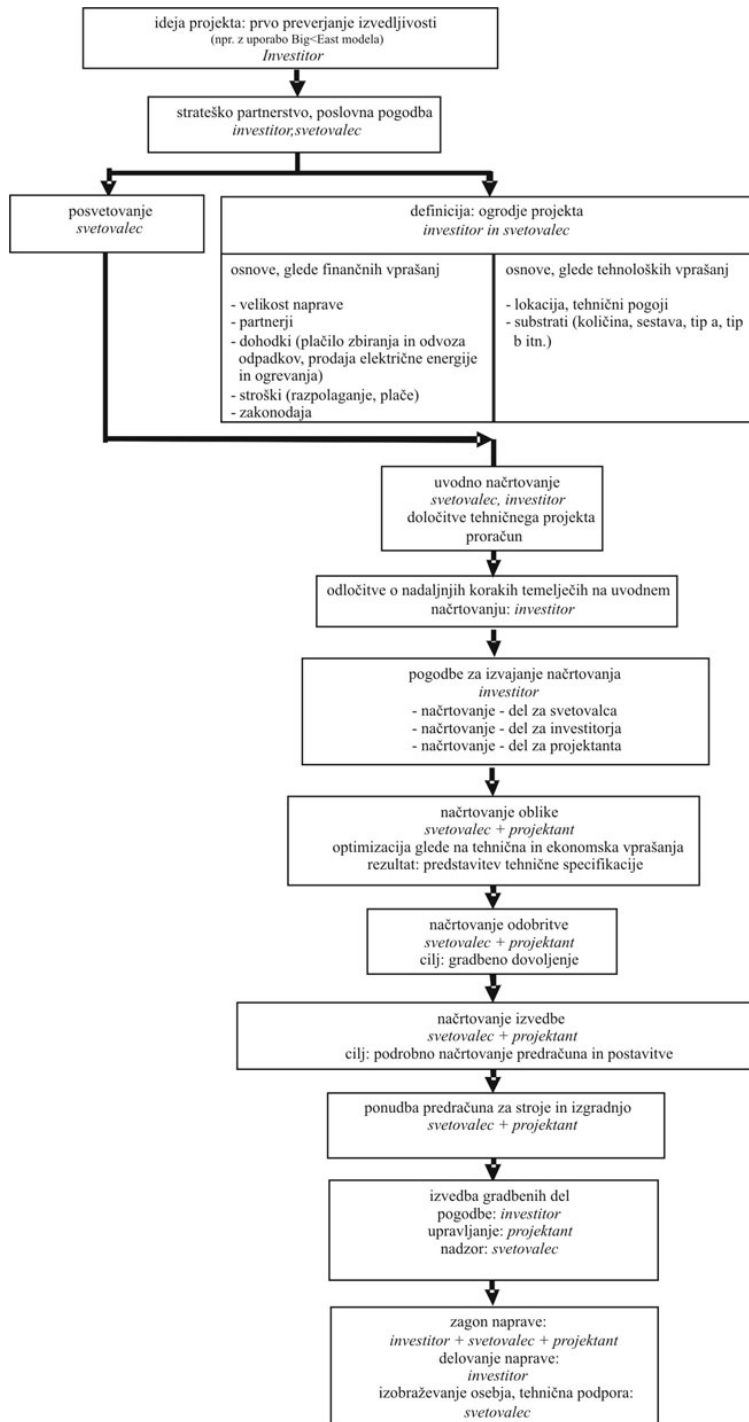 ideja projekta: prvo preverjanje izvedljivosti
(npr. z uporabo Big<East modela)
Investitor
strateško partnerstvo, poslovna pogodba
investitor,svetovalec
posvetovanje
svetovalec
definicija: ogrodje projekta
investitor in svetovalec
osnove, glede finančnih vprašanj
- velikost naprave
- partnerji
- dohodki (plačilo zbiranja in odvoza
odpadkov, prodaja električne energije
in ogrevanja)
- stroški (razpolaganje, plače)
- zakonodaja
osnove, glede tehnoloških vprašanj
- lokacija, tehnični pogoji
- substrati (količina, sestava, tip a, tip
b itn.)
uvodno načrtovanje
svetovalec, investitor
določitve tehničnega projekta
proračun
odločitve o nadaljnjih korakih temelječih na uvodnem
načrtovanju: investitor
pogodbe za izvajanje načrtovanja
investitor
- načrtovanje - del za svetovalca
- načrtovanje - del za investitorja
- načrtovanje - del za projektanta
načrtovanje oblike
svetovalec + projektant
optimizacija glede na tehnična in ekonomska vprašanja
rezultat: predstavitev tehnične specifikacije
načrtovanje odobritve
svetovalec + projektant
cilj: gradbeno dovoljenje
načrtovanje izvedbe
svetovalec + projektant
cilj: podrobno načrtovanje predračuna in postavitve
ponudba predračuna za stroje in izgradnjo
svetovalec + projektant
izvedba gradbenih del
pogodbe: investitor
upravljanje: projektant
nadzor: svetovalec
zagon naprave:
investitor + svetovalec + projektant
delovanje naprave:
investitor
izobraževanje osebja, tehnična podpora:
svetovalec